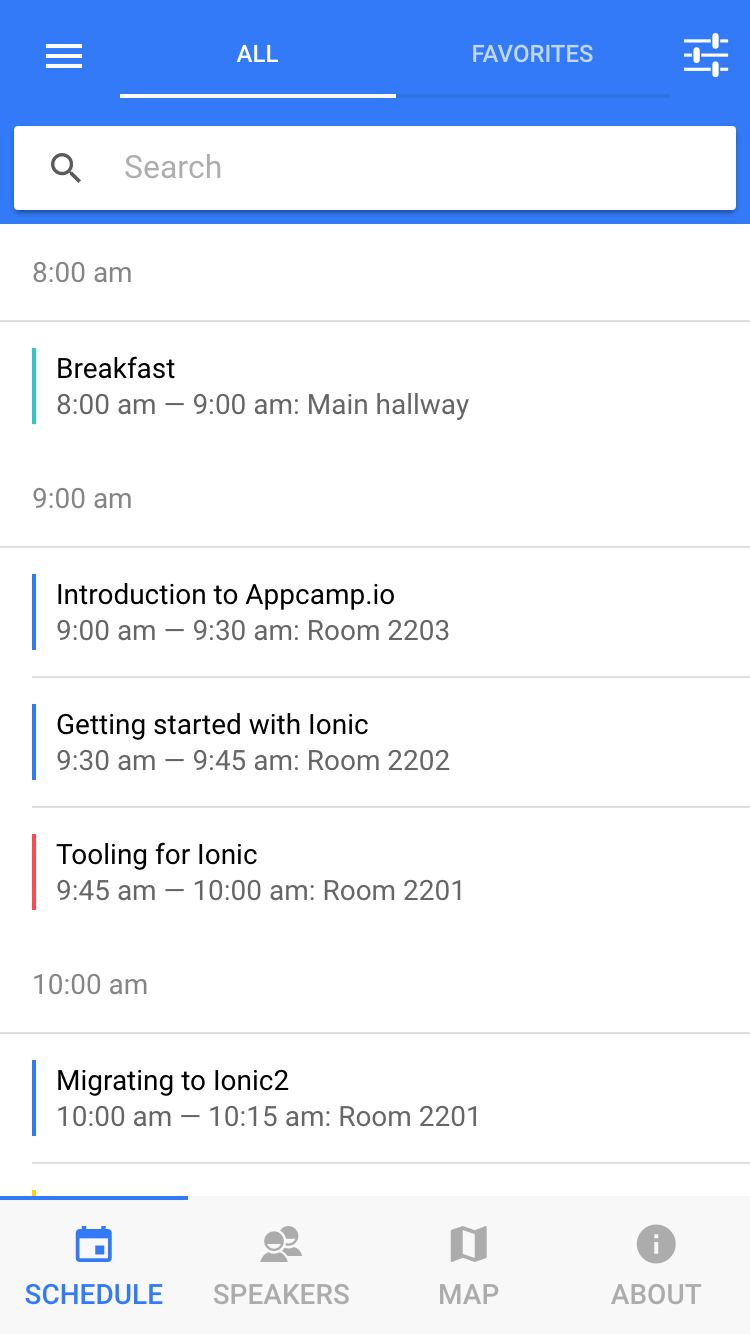 ALL
FAVORITES
Search
8:00 am
Breakfast
8:00 am — 9:00 am: Main hallway
9:00 am
Introduction to Appcamp.io
9:00 am — 9:30 am: Room 2203
Getting started with Ionic
9:30 am — 9:45 am: Room 2202
Tooling for Ionic
9:45 am — 10:00 am: Room 2201
10:00 am
Migrating to Ionic2
10:00 am — 10:15 am: Room 2201
SCHEDULE
SPEAKERS
MAP
ABOUT